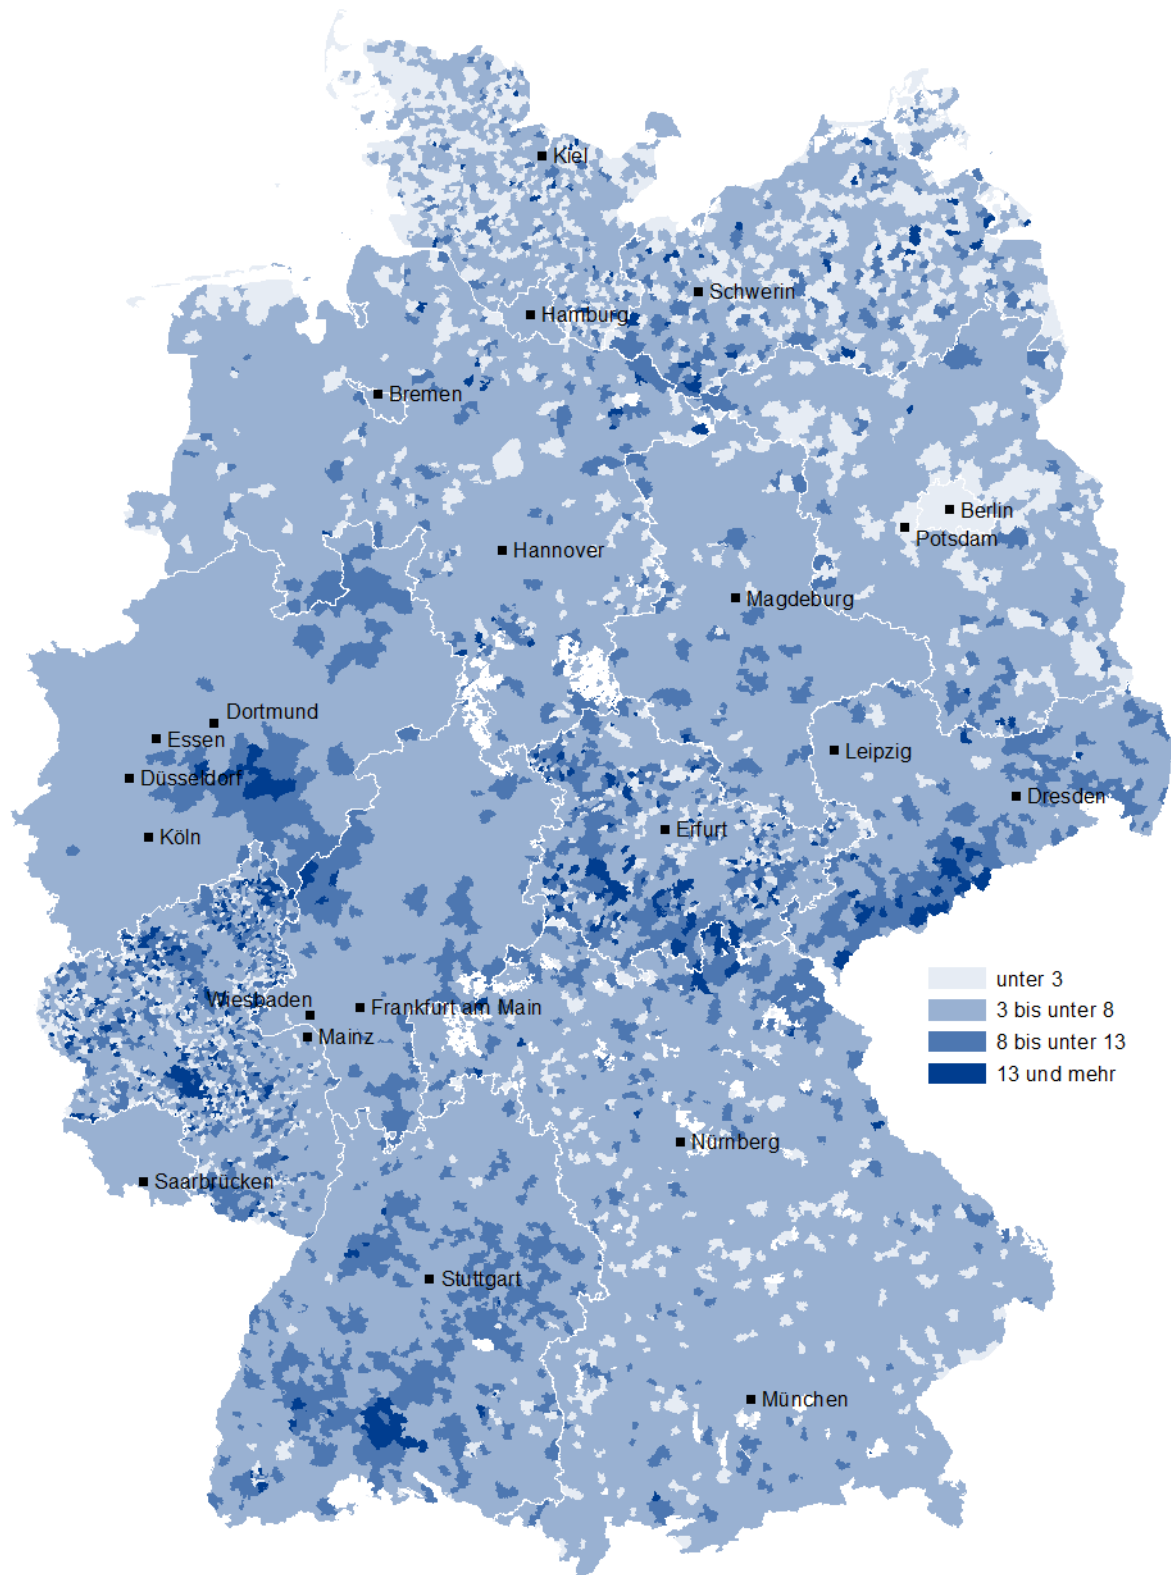 Kiel
Schwerin
Hamburg
Bremen
Berlin
Potsdam
Hannover
Magdeburg
Dortmund
Essen
Leipzig
Düsseldorf
Dresden
Köln
Erfurt
unter 3
Wiesbaden
Frankfurt am Main
3 bis unter 8
Mainz
8 bis unter 13
13 und mehr
Nürnberg
Saarbrücken
Stuttgart
München